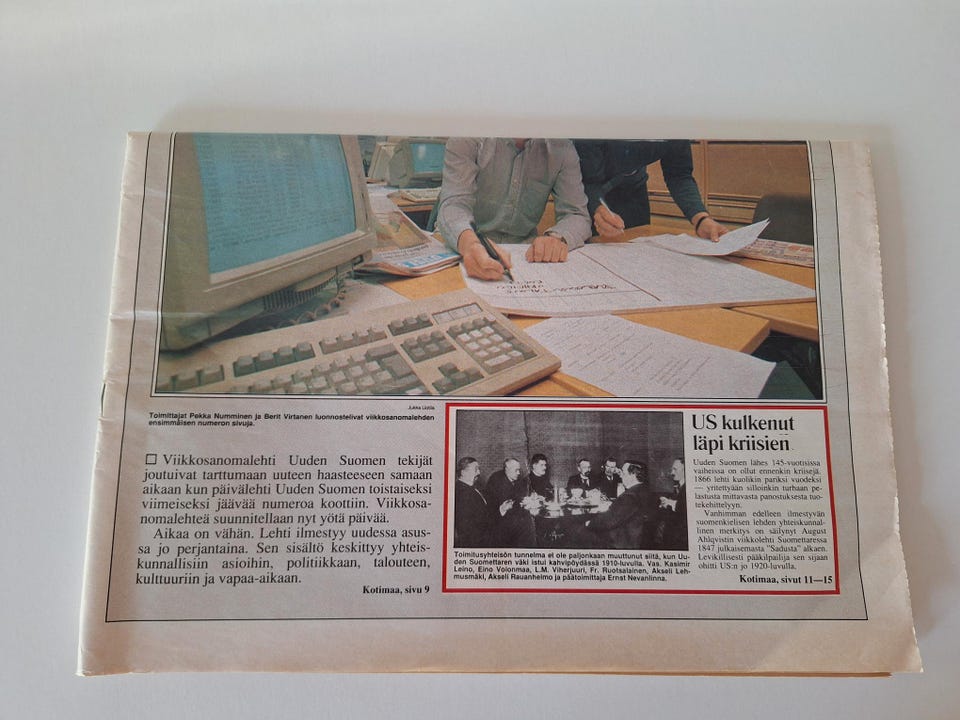 Jukka Uotila
Toimittajat Pekka Numminen ja Berit Virtanen luonnostelivat viikkosanomalehden
ensimmäisen numeron sivuja.
☐ Viikkosanomalehti Uuden Suomen tekijät
joutuivat tarttumaan uuteen haasteeseen samaan
aikaan kun päivälehti Uuden Suomen toistaiseksi
viimeiseksi jäävää numeroa koottiin. Viikkosa-
nomalehteä suunnitellaan nyt yötä päivää.
Aikaa on vähän. Lehti ilmestyy uudessa asus-
sa jo perjantaina. Sen sisältö keskittyy yhteis-
kunnallisiin asioihin, politiikkaan, talouteen,
kulttuuriin ja vapaa-aikaan.
Kotimaa, sivu 9
Toimitusyhteisön tunnelma ei ole paljonkaan muuttunut siitä, kun Uu-
den Suomettaren väki istui kahvipöydässä 1910-luvulla. Vas. Kasimir
Leino, Eino Voionmaa, L.M. Viherjuuri, Fr. Ruotsalainen, Akseli Leh-
musmäki, Akseli Rauanhelmo ja päätoimittaja Ernst Nevanlinna.
US kulkenut
läpi kriisien
Uuden Suomen lähes 145-vuotisissa
vaiheissa on ollut ennenkin kriisejä.
1866 lehti kuolikin pariksi vuodeksi
— yritettyään silloinkin turhaan pe-
lastusta mittavasta panostuksesta tuo-
tekehittelyyn.
Vanhimman edelleen ilmestyvän
suomenkielisen lehden yhteiskunnal-
linen merkitys on säilynyt August
Ahlqvistin viikkolehti Suomettaressa
1847 julkaisemasta "Sadusta" alkaen.
Levikillisesti pääkilpailija sen sijaan
ohitti US:n jo 1920-luvulla.
Kotimaa, sivut 11—15